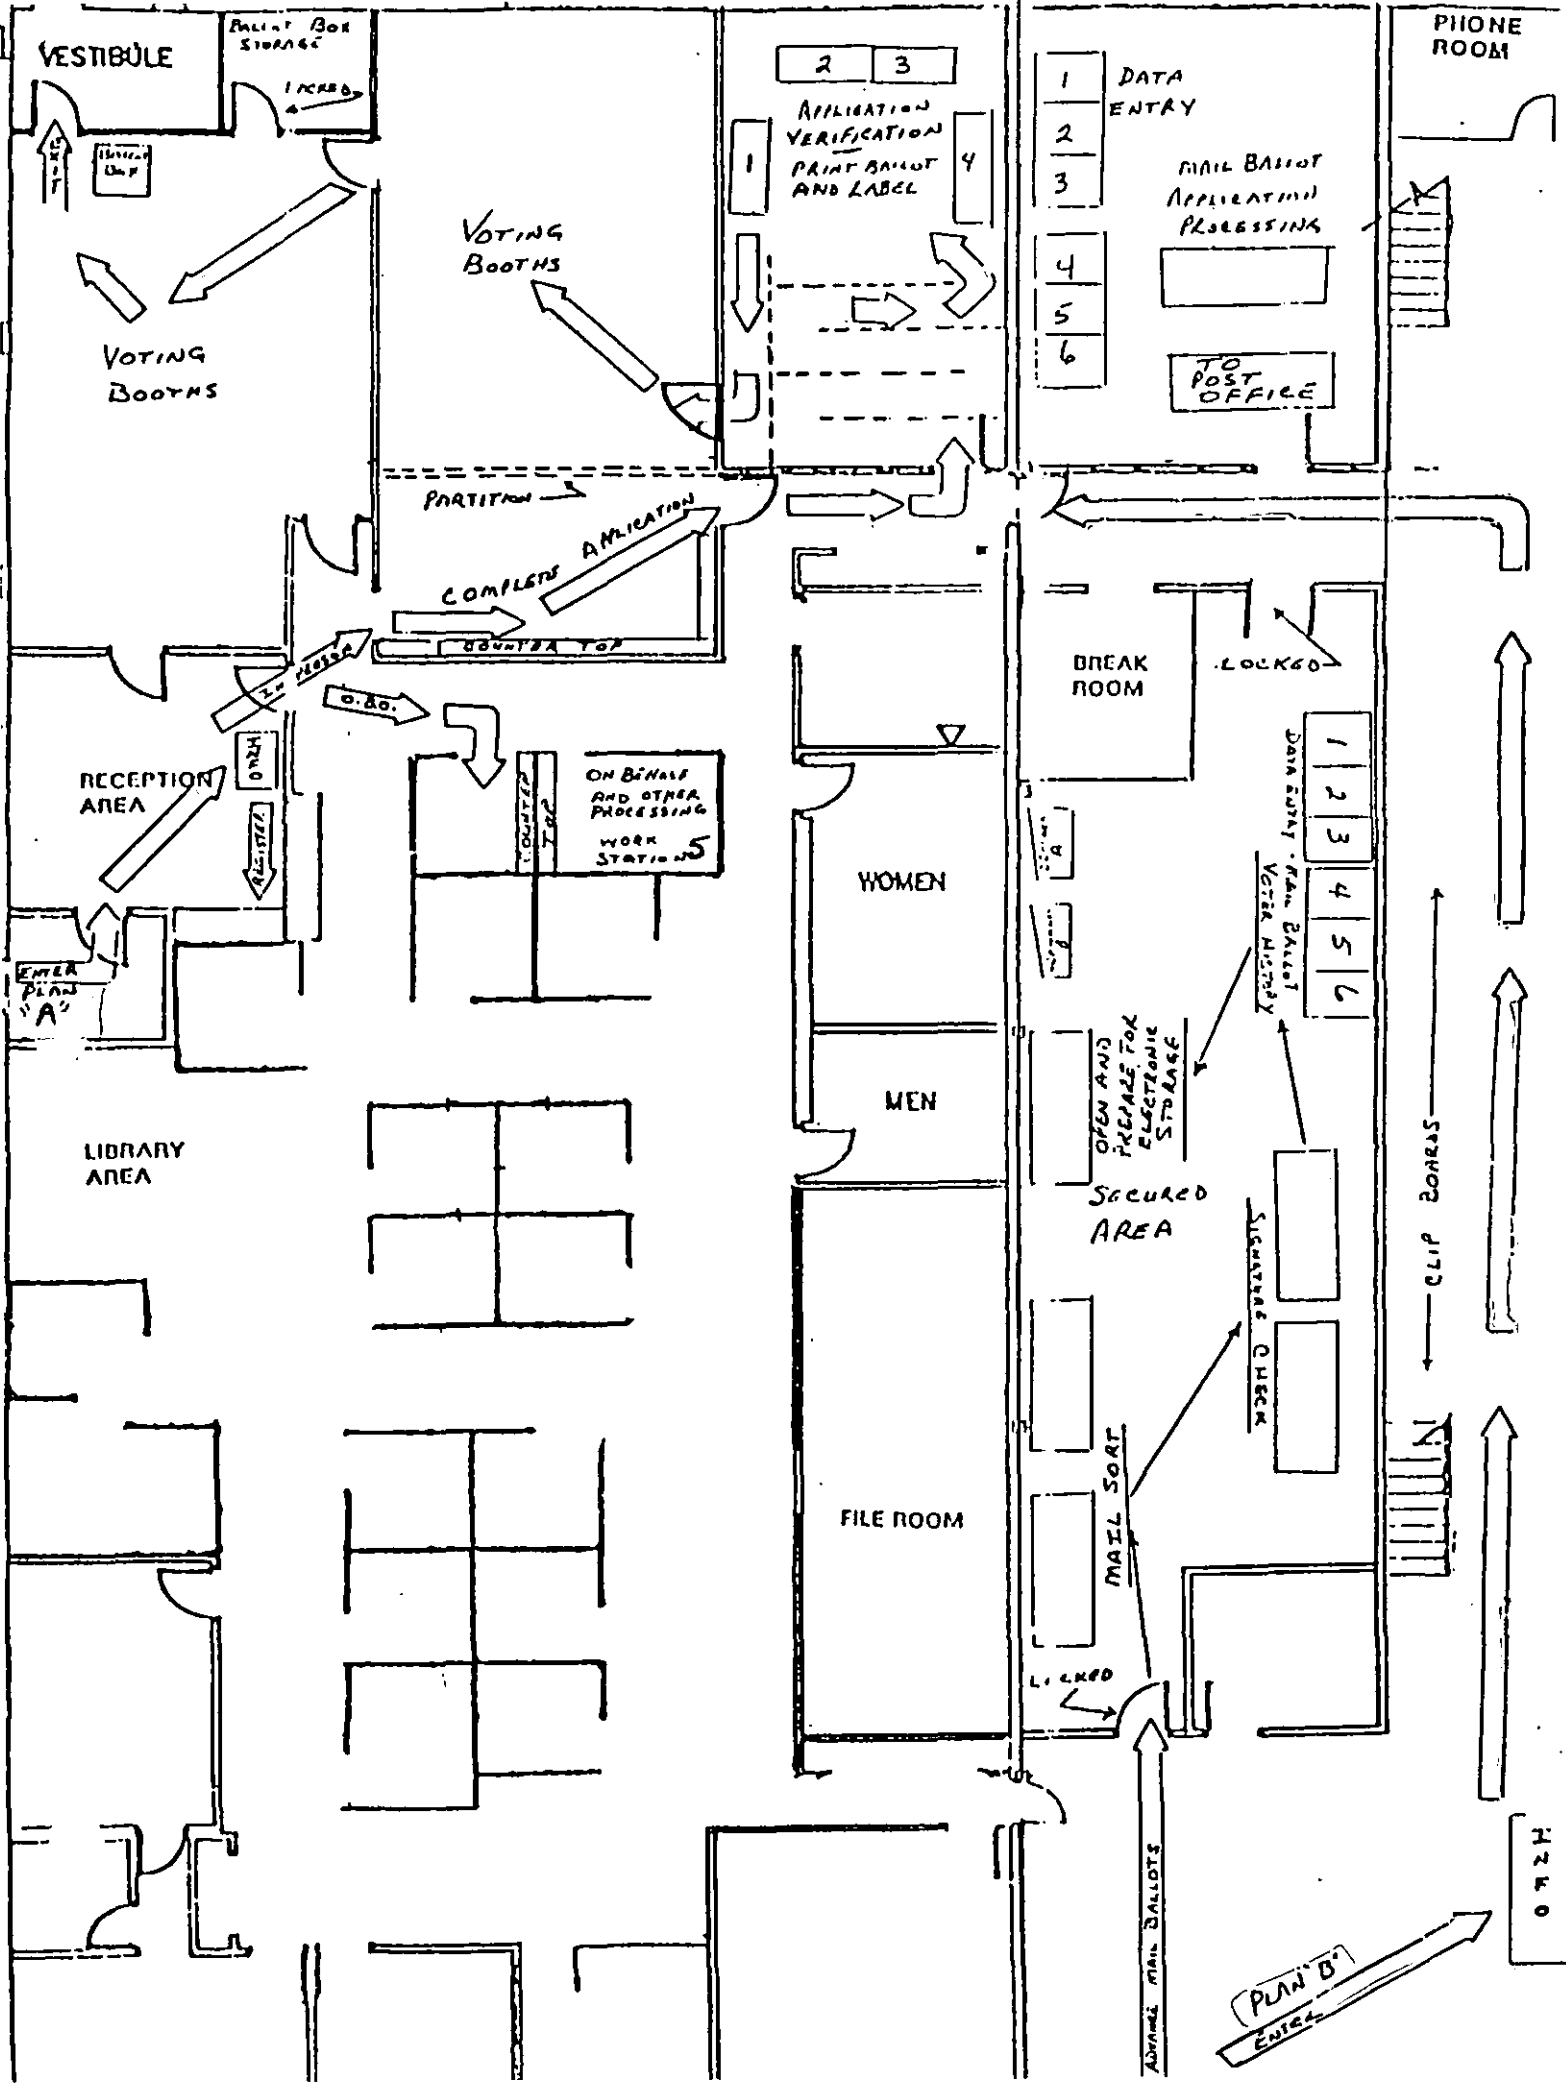 VESTIBULE
BALLOT BOX
STORAGE
LOCKED
EXIT
BALLOT
BOX
VOTING
BOOTHS
VOTING
BOOTHS
2 3
1
4
APPLICATION
VERIFICATION
PRINT BALLOT
AND LABEL
1
2
3
4
5
6
DATA
ENTRY
MAIL BALLOT
APPLICATION
PROCESSING
TO
POST
OFFICE
PHONE
ROOM
PARTITION
COMPLETE APPLICATION
COUNTER TOP
IN PERSON
O.B.O.
INFO
RECEPTION
AREA
REGISTER
ENTER
PLAN
"A"
COUNTER
TOP
ON BEHALF
AND OTHER
PROCESSING
WORK
STATION 5
BREAK
ROOM
LOCKED
1 2 3 4 5 6
DATA ENTRY - MAIL BALLOT
VOTER HISTORY
WOMEN
MEN
OPEN AND
PREPARE FOR
ELECTRONIC
STORAGE
SECURED
AREA
LIBRARY
AREA
SIGNATURE CHECK
CLIP BOARDS
MAIL SORT
FILE ROOM
LOCKED
ADVANCE MAIL BALLOTS
INFO
PLAN "B"
ENTER